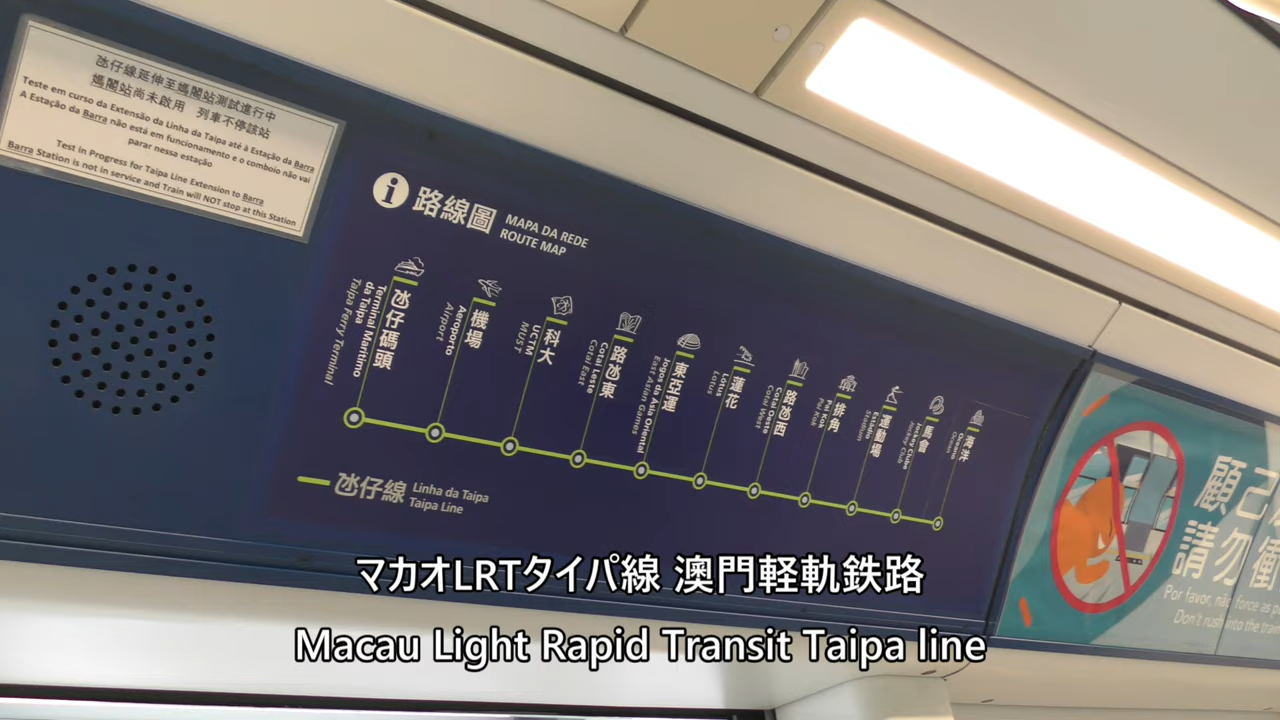 氹仔線延伸至媽閣站測試進行中
媽閣站尚未啟用 列車不停該站
Teste em curso da Extensão da Linha da Taipa até à Estação da Barra
A Estação da Barra não está em funcionamento e o comboio não vai
parar nessa estação
Test in Progress for Taipa Line Extension to Barra
Barra Station is not in service and Train will NOT stop at this Station
i 路線圖 MAPA DA REDE
ROUTE MAP
氹仔碼頭
Terminal Marítimo
da Taipa
Taipa Ferry Terminal
機場
Aeroporto
Airport
科大
UCTM
MUST
路氹東
Cotai Leste
Cotai East
東亞運
Jogos da Ásia Oriental
East Asian Games
蓮花
Lótus
Lotus
路氹西
Cotai Oeste
Cotai West
排角
Pai Kok
Pai Kok
運動場
Estádio
Stadium
馬會
Jockey Clube
Jockey Club
海洋
Oceano
Ocean
氹仔線 Linha da Taipa
Taipa Line
顧己
請勿
Por favor, não force as p
Don't rush into the train
マカオLRTタイパ線 澳門軽軌鉄路
Macau Light Rapid Transit Taipa line